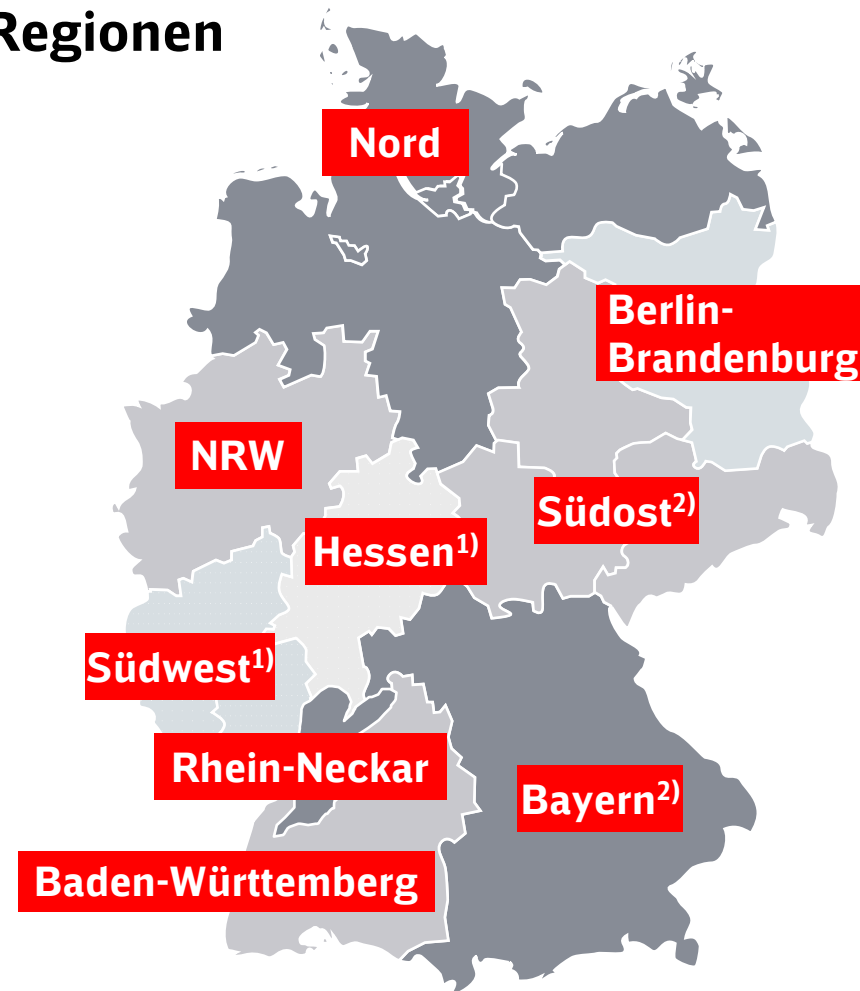 Regionen
Nord
Berlin-
Brandenburg
NRW
Südost2)
Hessen1)
Südwest1)
Rhein-Neckar
Bayern2)
Baden-Württemberg